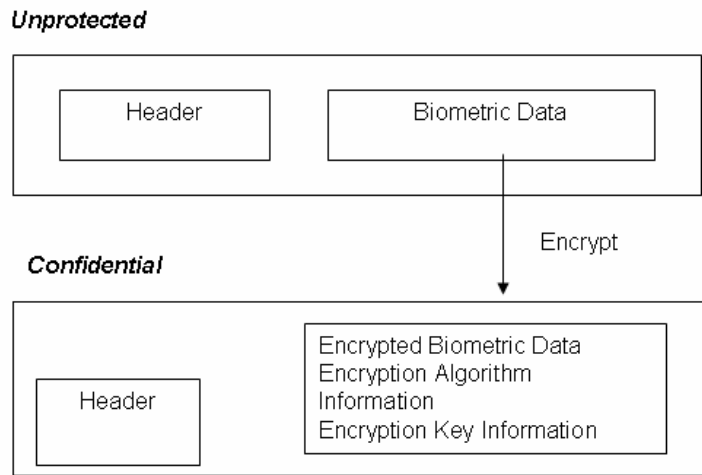 Unprotected
Header
Biometric Data
Encrypt
Confidential
Encrypted Biometric Data
Encryption Algorithm
Information
Encryption Key Information
Header